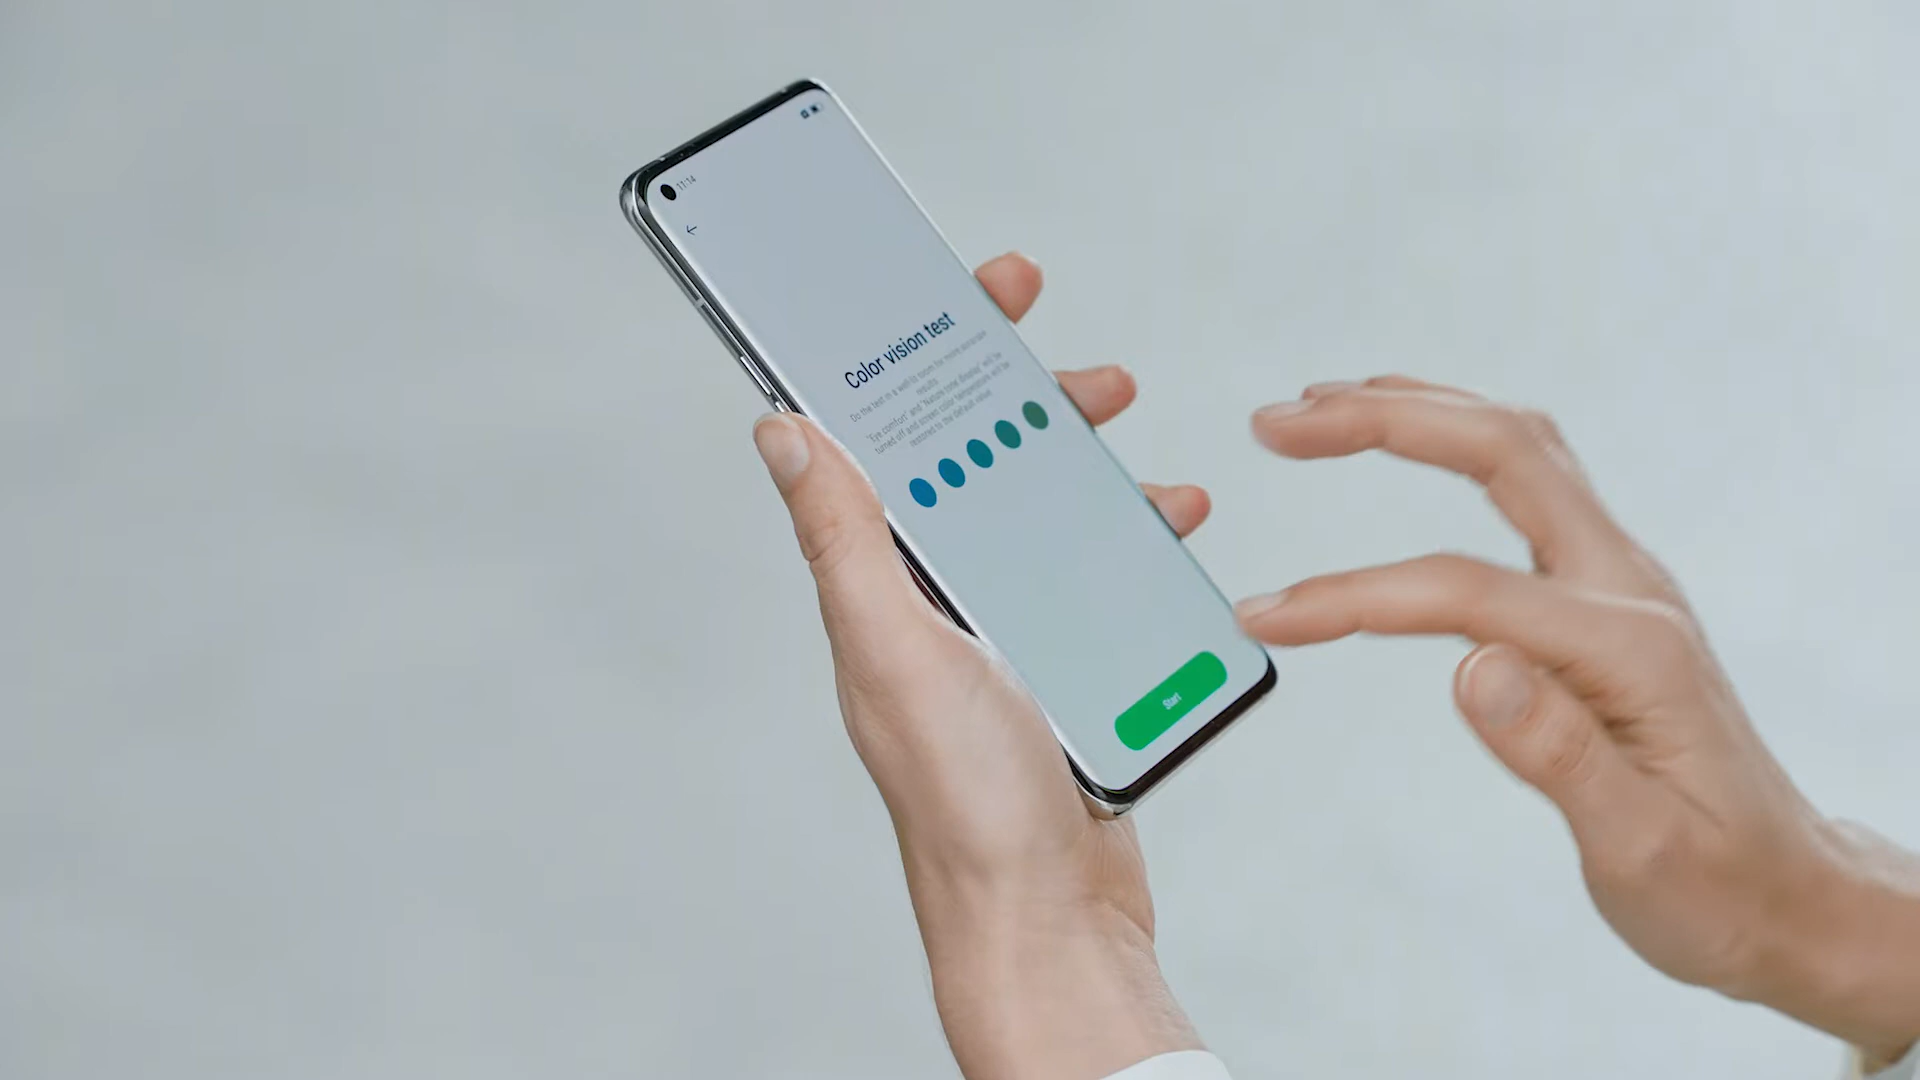 11:14
Color vision test
Do the test in a well-lit room for more accurate
results
"Eye comfort" and "Nature tone display" will be
turned off and screen color temperature will be
restored to the default value
Start